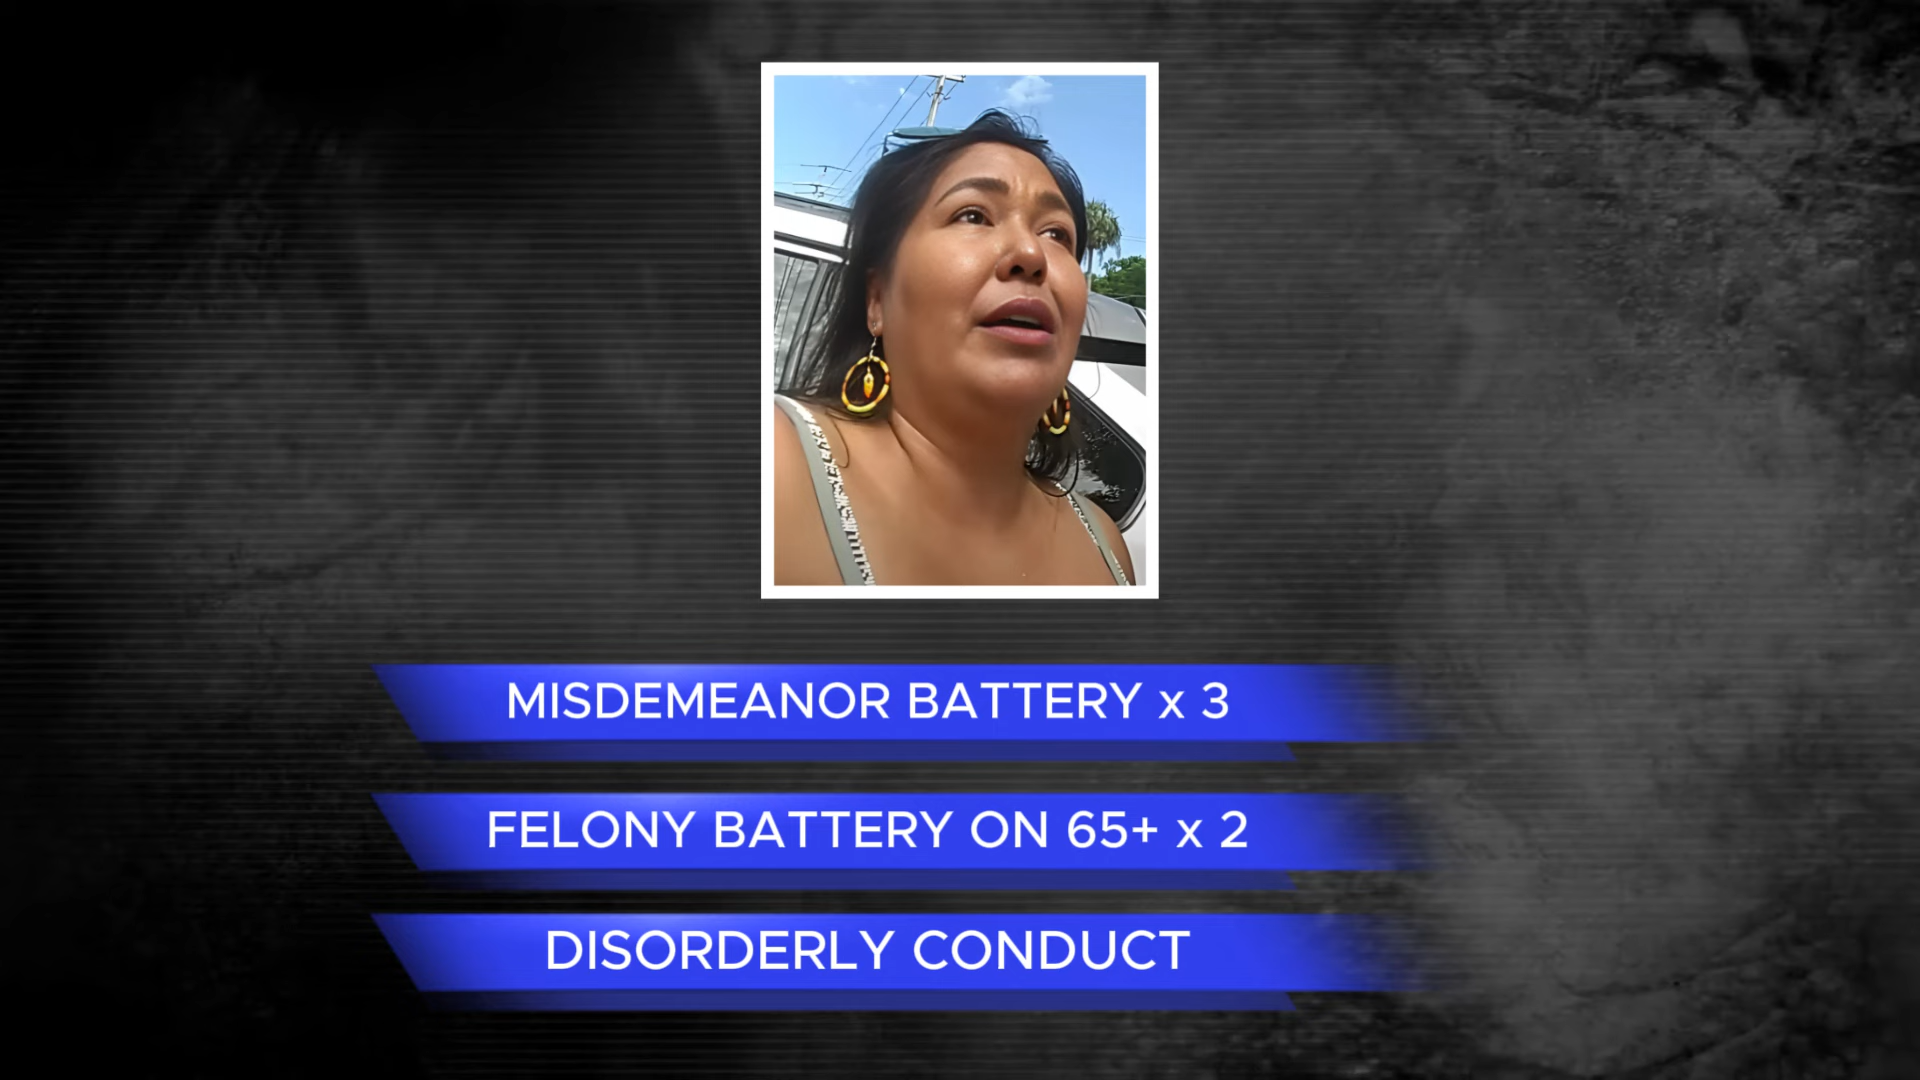 MISDEMEANOR BATTERY x 3
FELONY BATTERY ON 65+ x 2
DISORDERLY CONDUCT